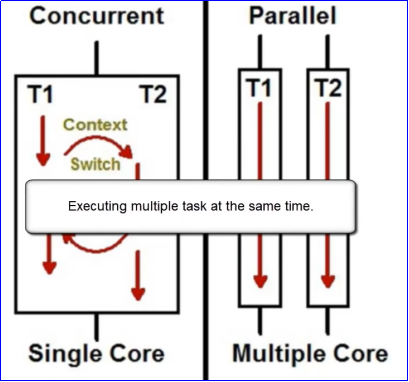 Concurrent
Parallel
T1
T2
Context
Switch
T1
T2
Executing multiple task at the same time.
Single Core
Multiple Core